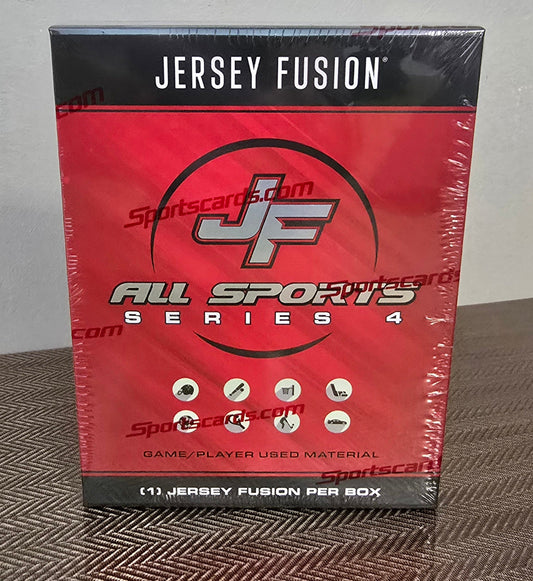 JERSEY FUSION®
com
JF
Sportscards.com
ALL SPORTS
Sportscards.com
SERIES 4
com
Sportscards.com
GAME/PLAYER USED MATERIAL
Sportscards.
(1) JERSEY FUSION PER BOX